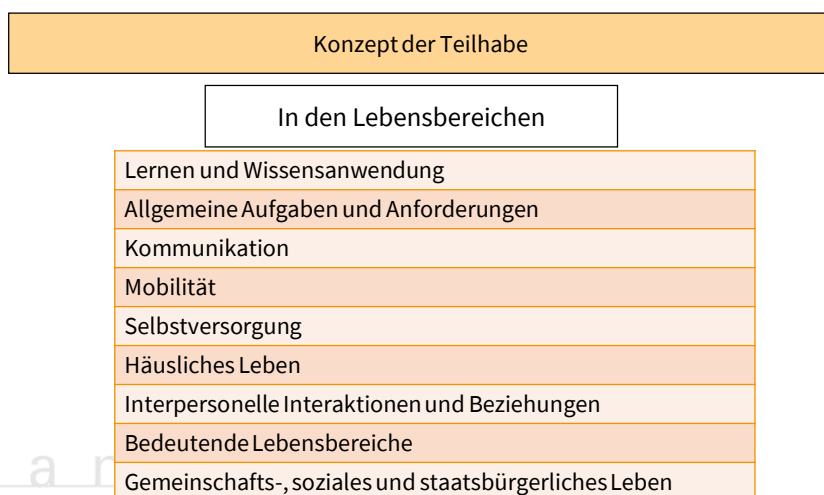 Konzept der Teilhabe
In den Lebensbereichen
Lernen und Wissensanwendung
Allgemeine Aufgaben und Anforderungen
Kommunikation
Mobilität
Selbstversorgung
Häusliches Leben
Interpersonelle Interaktionen und Beziehungen
Bedeutende Lebensbereiche
Gemeinschafts-, soziales und staatsbürgerliches Leben